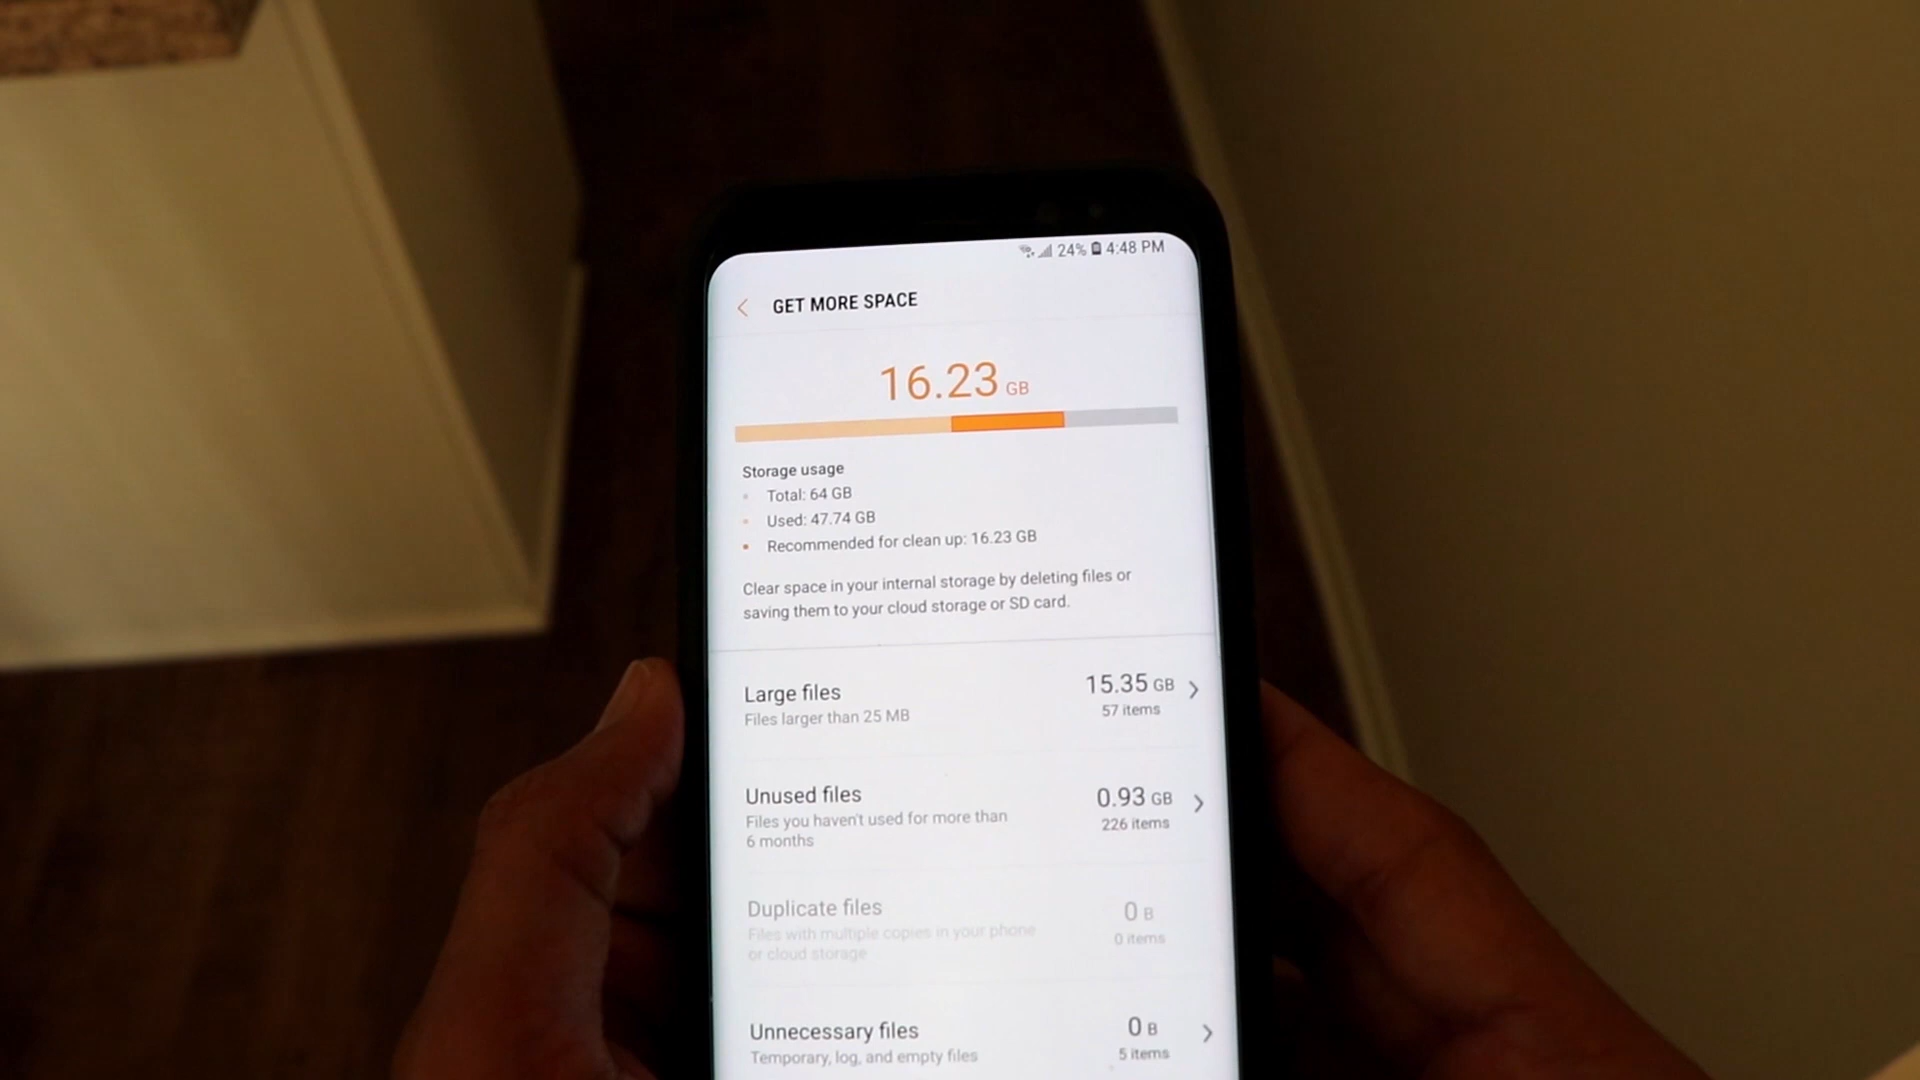 24% 4:48 PM
GET MORE SPACE
16.23 GB
Storage usage
Total: 64 GB
Used: 47.74 GB
Recommended for clean up: 16.23 GB
Clear space in your internal storage by deleting files or
saving them to your cloud storage or SD card.
Large files 15.35 GB
Files larger than 25 MB 57 items
Unused files 0.93 GB
Files you haven't used for more than 226 items
6 months
Duplicate files 0 B
Files with multiple copies in your phone 0 items
or cloud storage
Unnecessary files 0 B
Temporary, log, and empty files 5 items